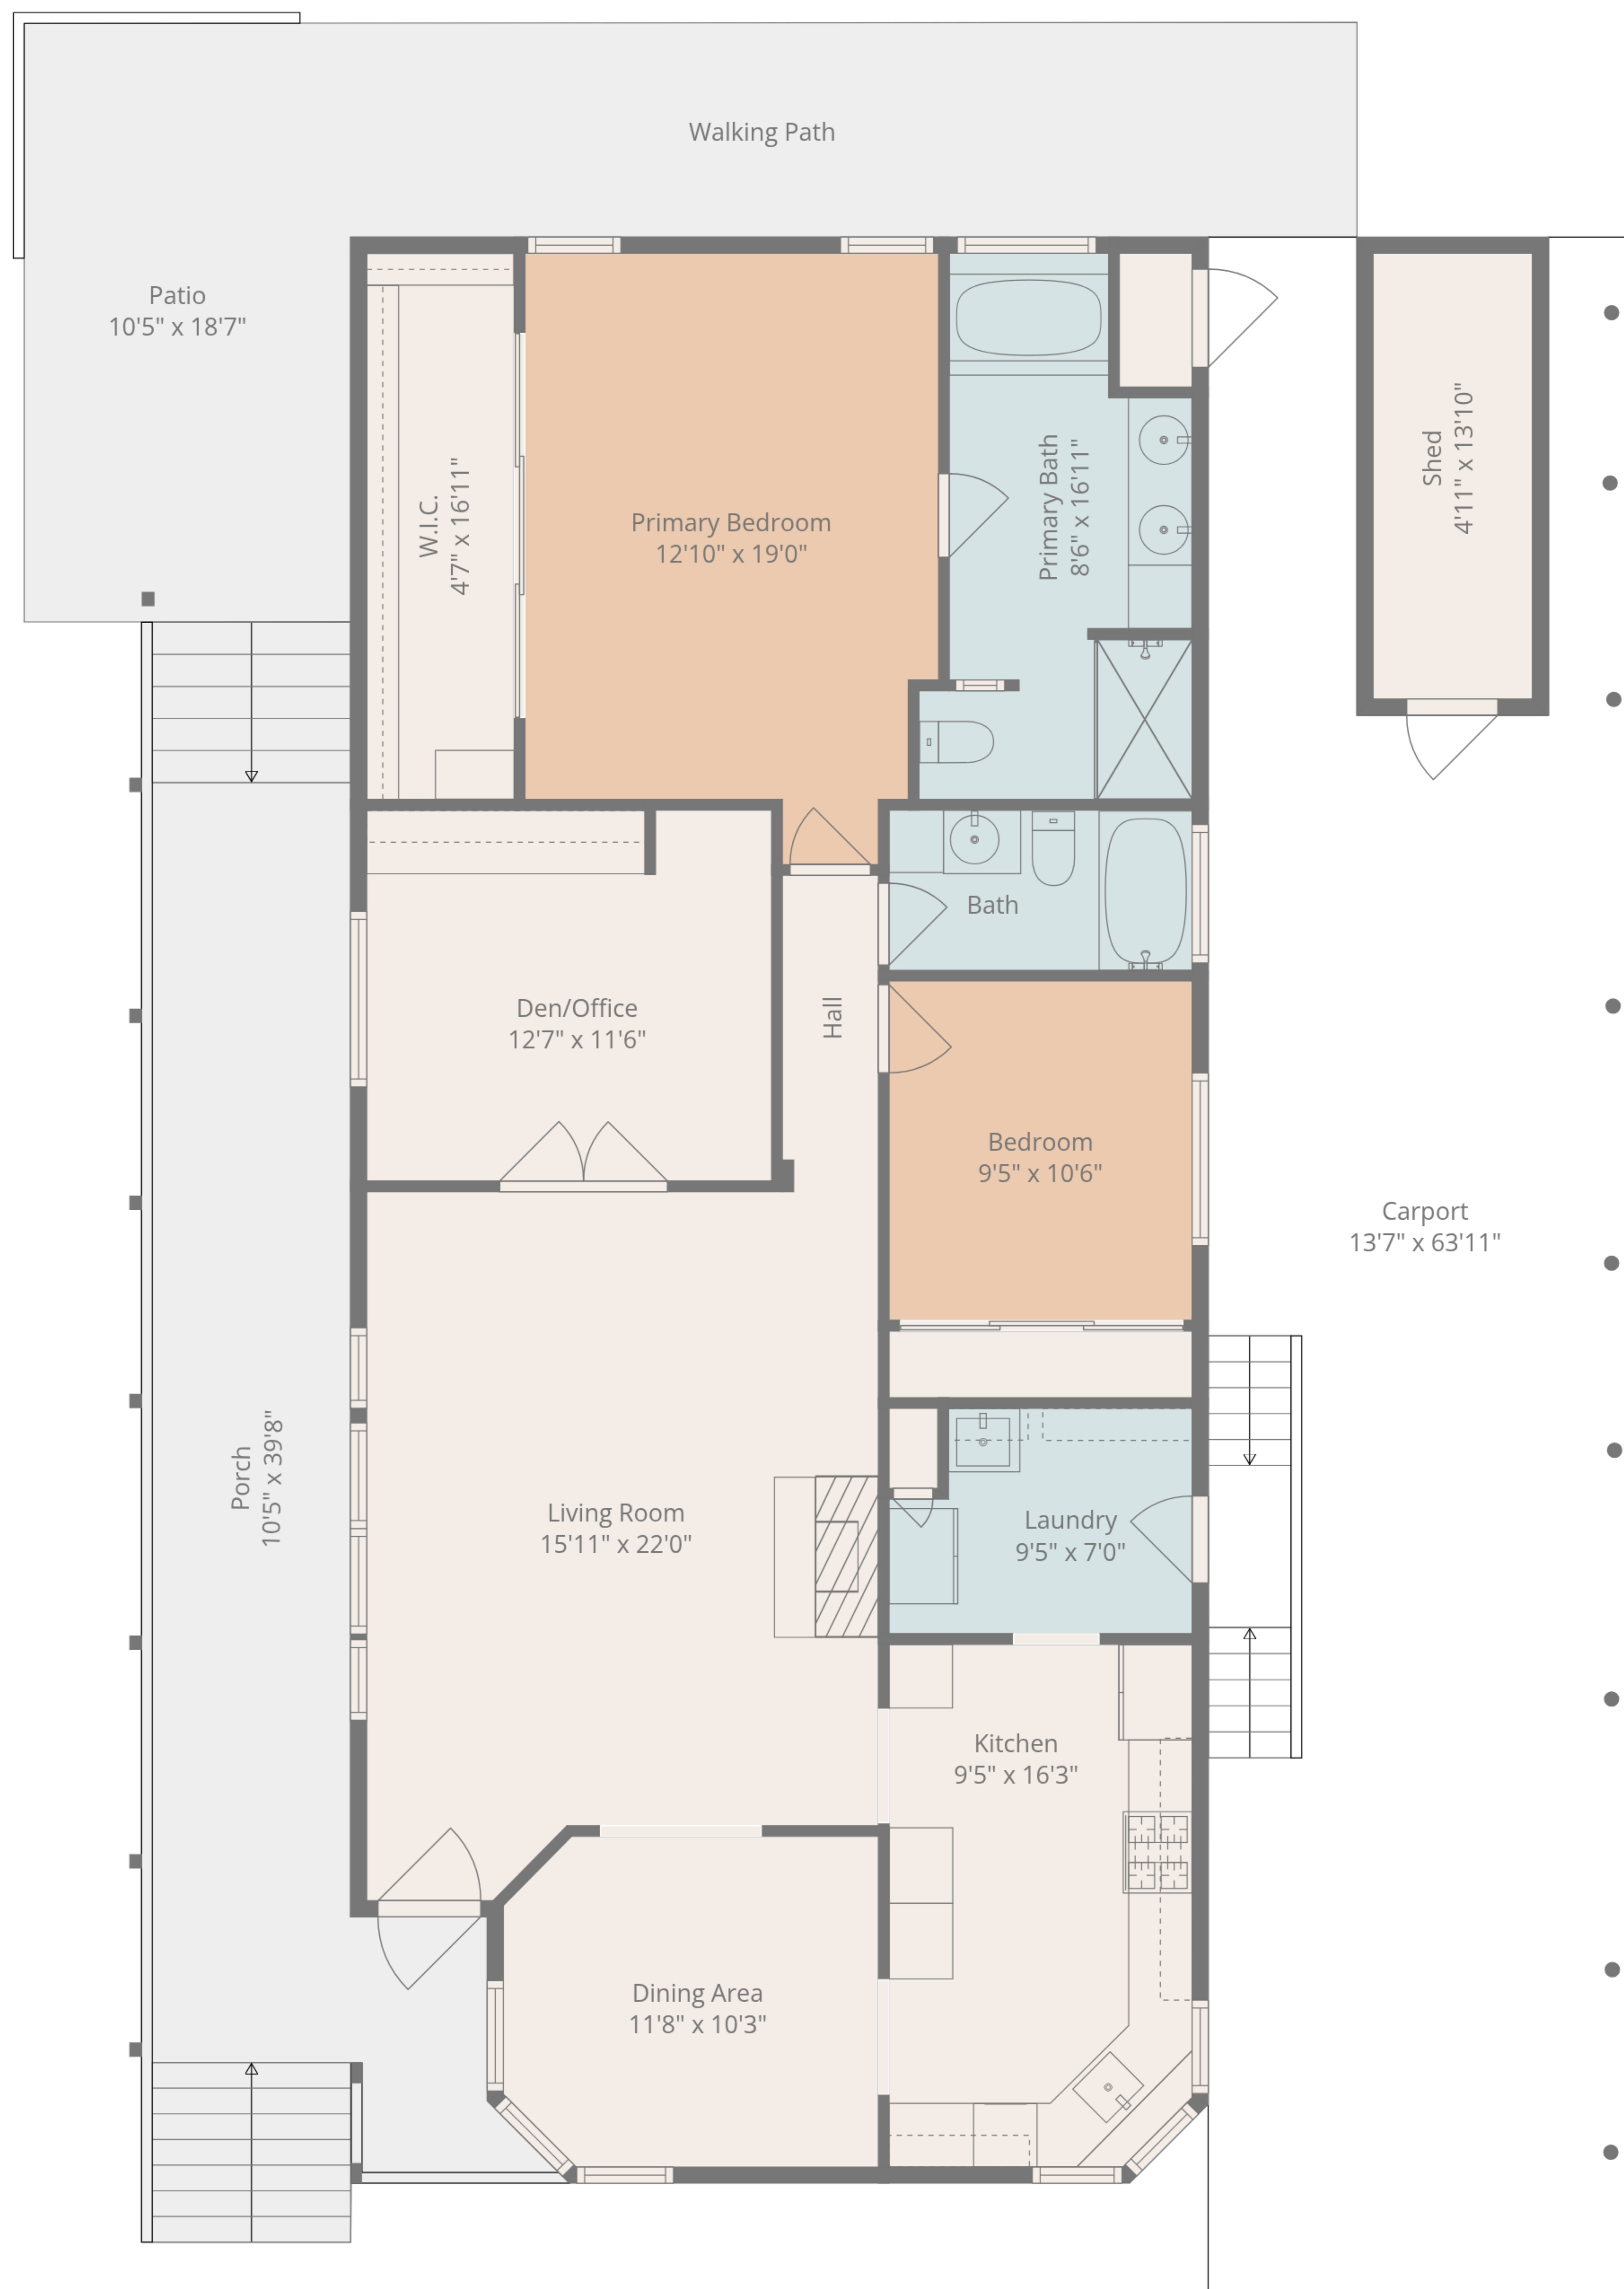 Walking Path
Patio
10'5" x 18'7"
W.I.C.
4'7" x 16'11"
Primary Bedroom
12'10" x 19'0"
Primary Bath
8'6" x 16'11"
Shed
4'11" x 13'10"
Bath
Den/Office
12'7" x 11'6"
Hall
Bedroom
9'5" x 10'6"
Carport
13'7" x 63'11"
Porch
10'5" x 39'8"
Living Room
15'11" x 22'0"
Laundry
9'5" x 7'0"
Kitchen
9'5" x 16'3"
Dining Area
11'8" x 10'3"